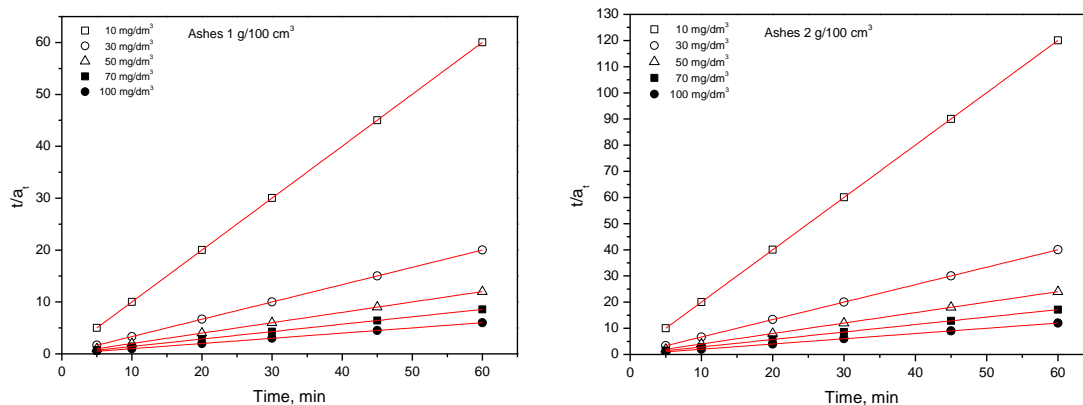 Ashes 1 g/100 cm³
10 mg/dm³
30 mg/dm³
50 mg/dm³
70 mg/dm³
100 mg/dm³
60
50
40
30
20
10
0
t/aₜ
0 10 20 30 40 50 60
Time, min
Ashes 2 g/100 cm³
10 mg/dm³
30 mg/dm³
50 mg/dm³
70 mg/dm³
100 mg/dm³
130
120
110
100
90
80
70
60
50
40
30
20
10
0
t/aₜ
0 10 20 30 40 50 60
Time, min